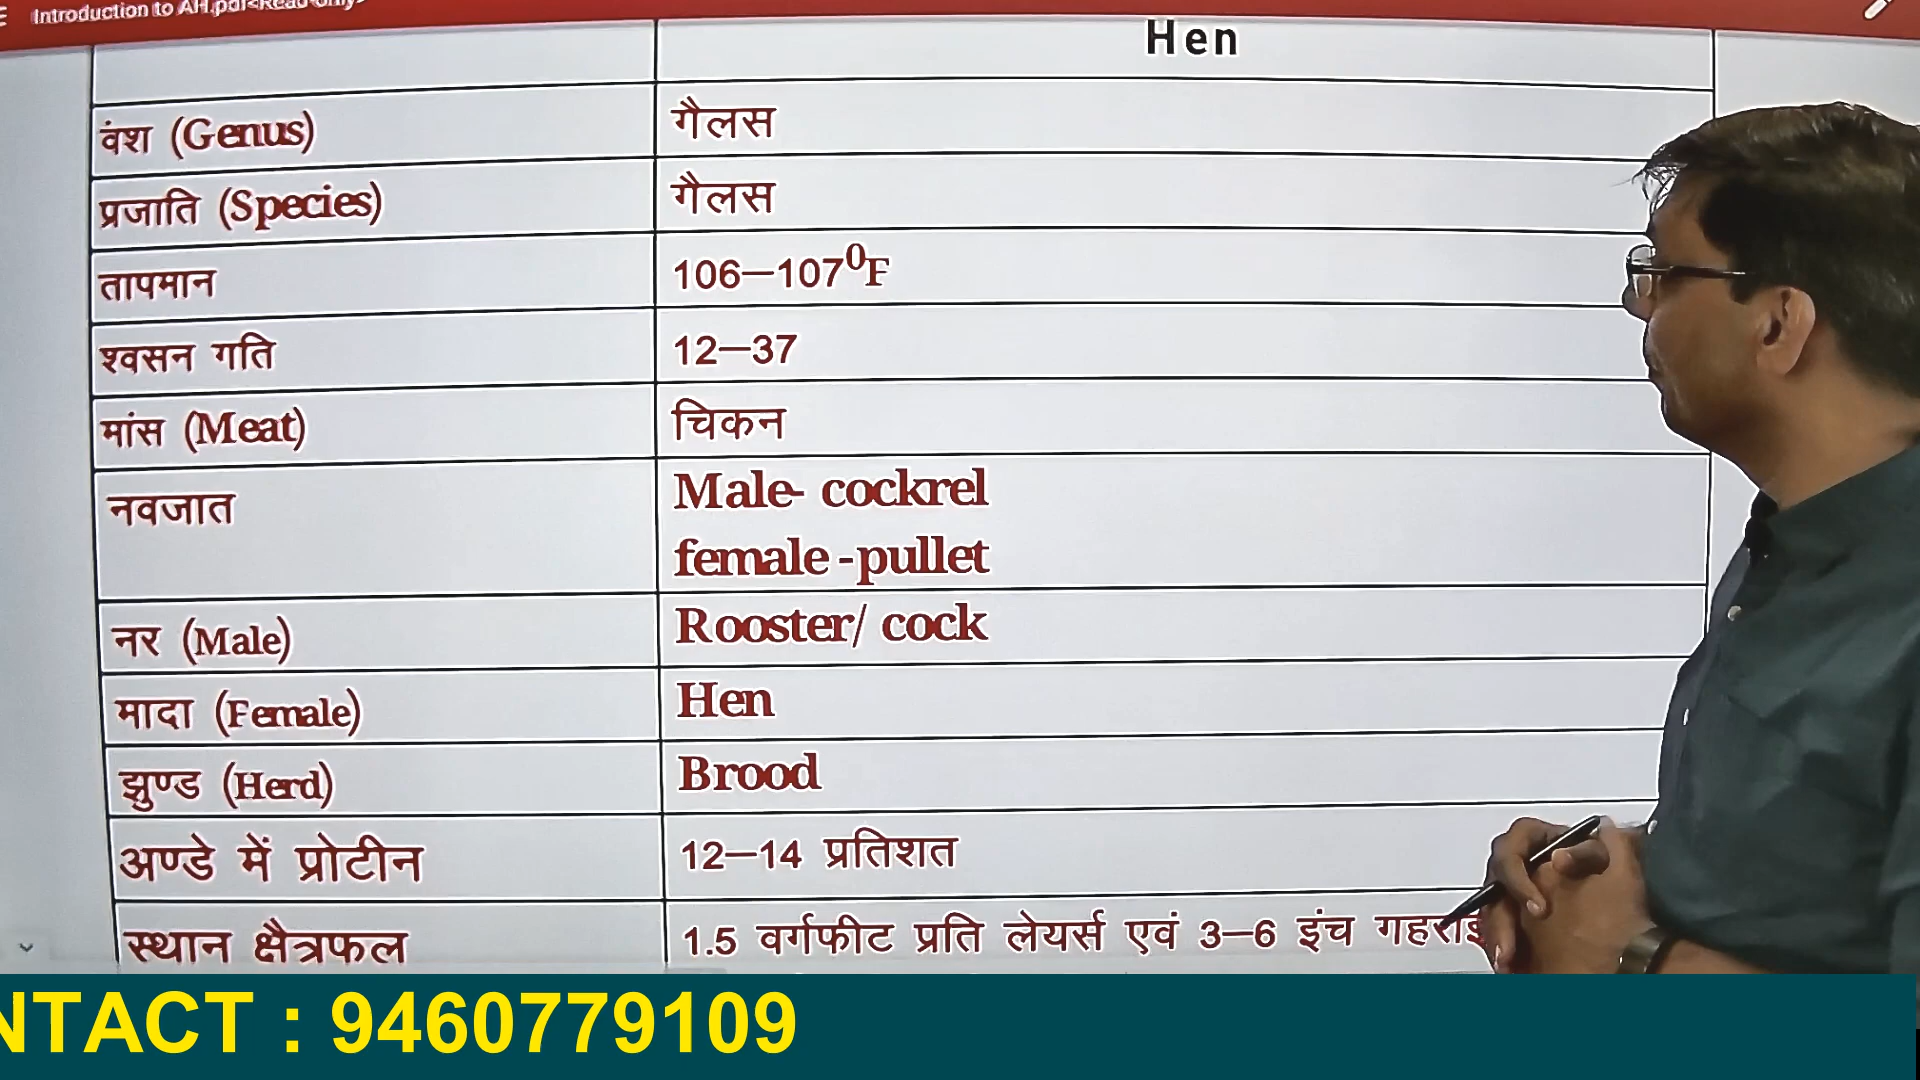 Introduction to AH.pdf<Read-only>
Hen
वंश (Genus) गैलस
प्रजाति (Species) गैलस
तापमान 106–107⁰F
श्वसन गति 12–37
मांस (Meat) चिकन
नवजात Male- cockrel
female -pullet
नर (Male) Rooster/ cock
मादा (Female) Hen
झुण्ड (Herd) Brood
अण्डे में प्रोटीन 12–14 प्रतिशत
स्थान क्षैत्रफल 1.5 वर्गफीट प्रति लेयर्स एवं 3–6 इंच
NTACT : 9460779109